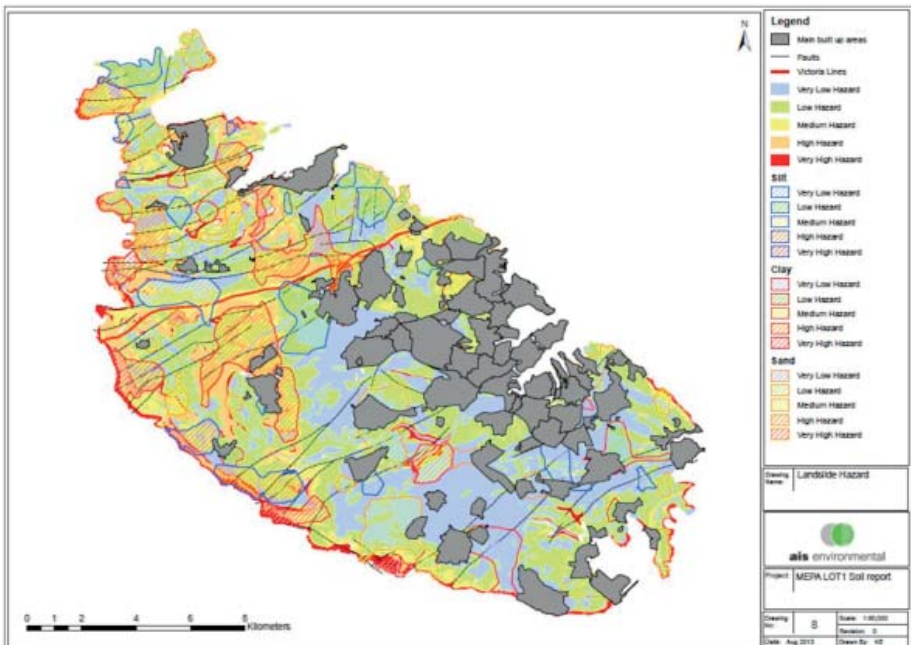 N
Legend
Main built up areas
Faults
Victoria Lines
Very Low Hazard
Low Hazard
Medium Hazard
High Hazard
Very High Hazard
Silt
Very Low Hazard
Low Hazard
Medium Hazard
High Hazard
Very High Hazard
Clay
Very Low Hazard
Low Hazard
Medium Hazard
High Hazard
Very High Hazard
Sand
Very Low Hazard
Low Hazard
Medium Hazard
High Hazard
Very High Hazard
Drawing Name: Landslide Hazard
ais environmental
Project: MEPA LOT1 Soil report
Drawing No: 8
Scale:
Revision: 0
Date: Aug 2013
Drawn By:
0 1 2 4 6 8
Kilometers